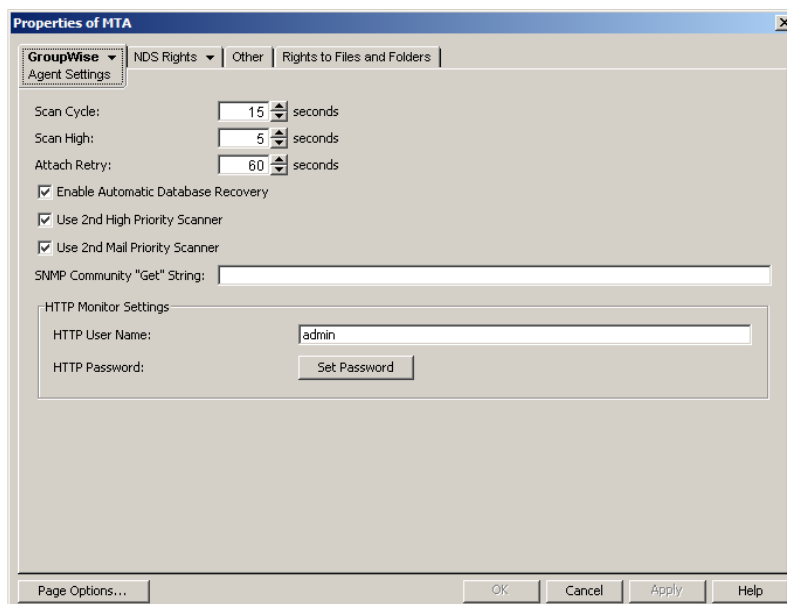 Properties of MTA
GroupWise NDS Rights Other Rights to Files and Folders
Agent Settings
Scan Cycle: 15 seconds
Scan High: 5 seconds
Attach Retry: 60 seconds
Enable Automatic Database Recovery
Use 2nd High Priority Scanner
Use 2nd Mail Priority Scanner
SNMP Community "Get" String:
HTTP Monitor Settings
HTTP User Name: admin
HTTP Password: Set Password
Page Options... OK Cancel Apply Help